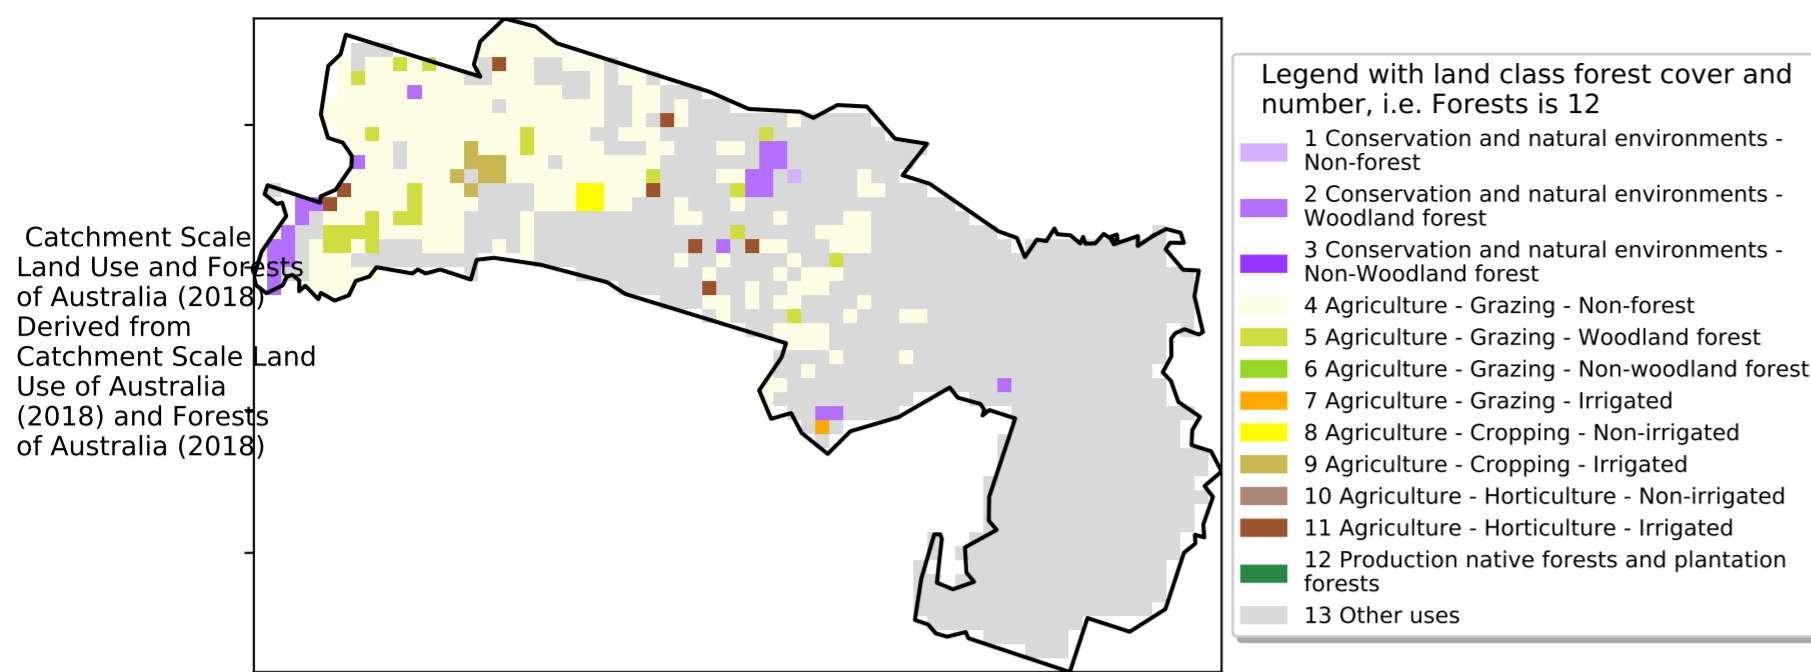 Catchment Scale
Land Use and Forests
of Australia (2018)
Derived from
Catchment Scale Land
Use of Australia
(2018) and Forests
of Australia (2018)
Legend with land class forest cover and
number, i.e. Forests is 12
1 Conservation and natural environments -
Non-forest
2 Conservation and natural environments -
Woodland forest
3 Conservation and natural environments -
Non-Woodland forest
4 Agriculture - Grazing - Non-forest
5 Agriculture - Grazing - Woodland forest
6 Agriculture - Grazing - Non-woodland forest
7 Agriculture - Grazing - Irrigated
8 Agriculture - Cropping - Non-irrigated
9 Agriculture - Cropping - Irrigated
10 Agriculture - Horticulture - Non-irrigated
11 Agriculture - Horticulture - Irrigated
12 Production native forests and plantation
forests
13 Other uses